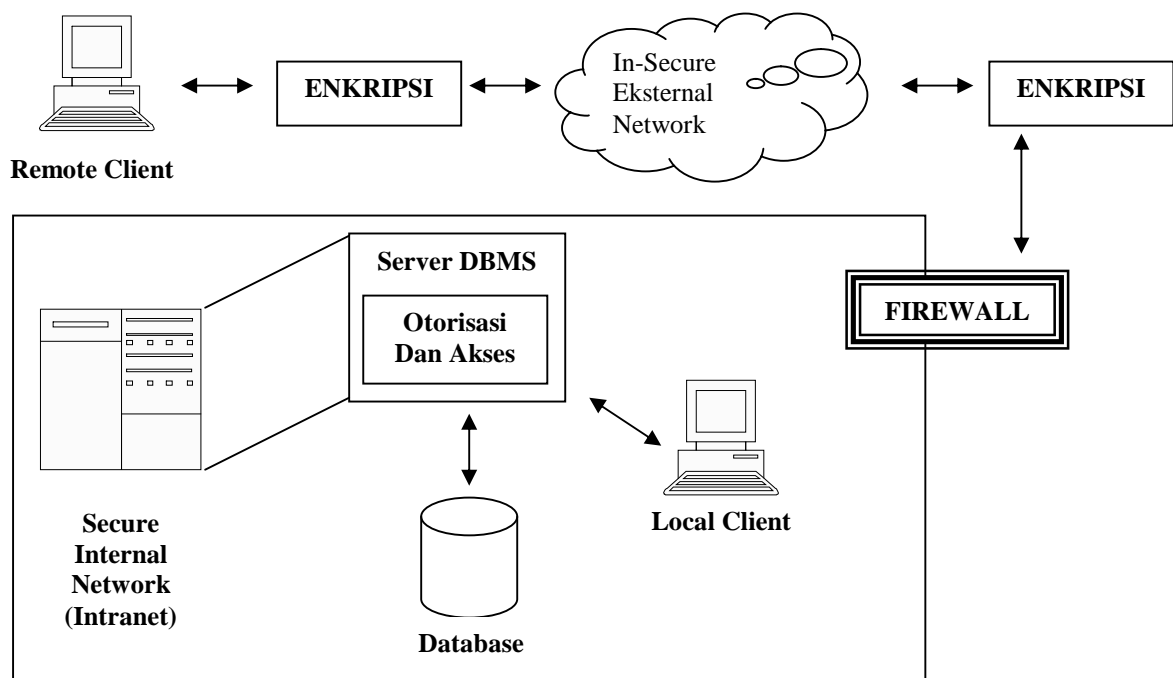 In-Secure
Eksternal
Network
ENKRIPSI
ENKRIPSI
Remote Client
Server DBMS
Otorisasi
Dan Akses
FIREWALL
Secure
Internal
Network
(Intranet)
Local Client
Database